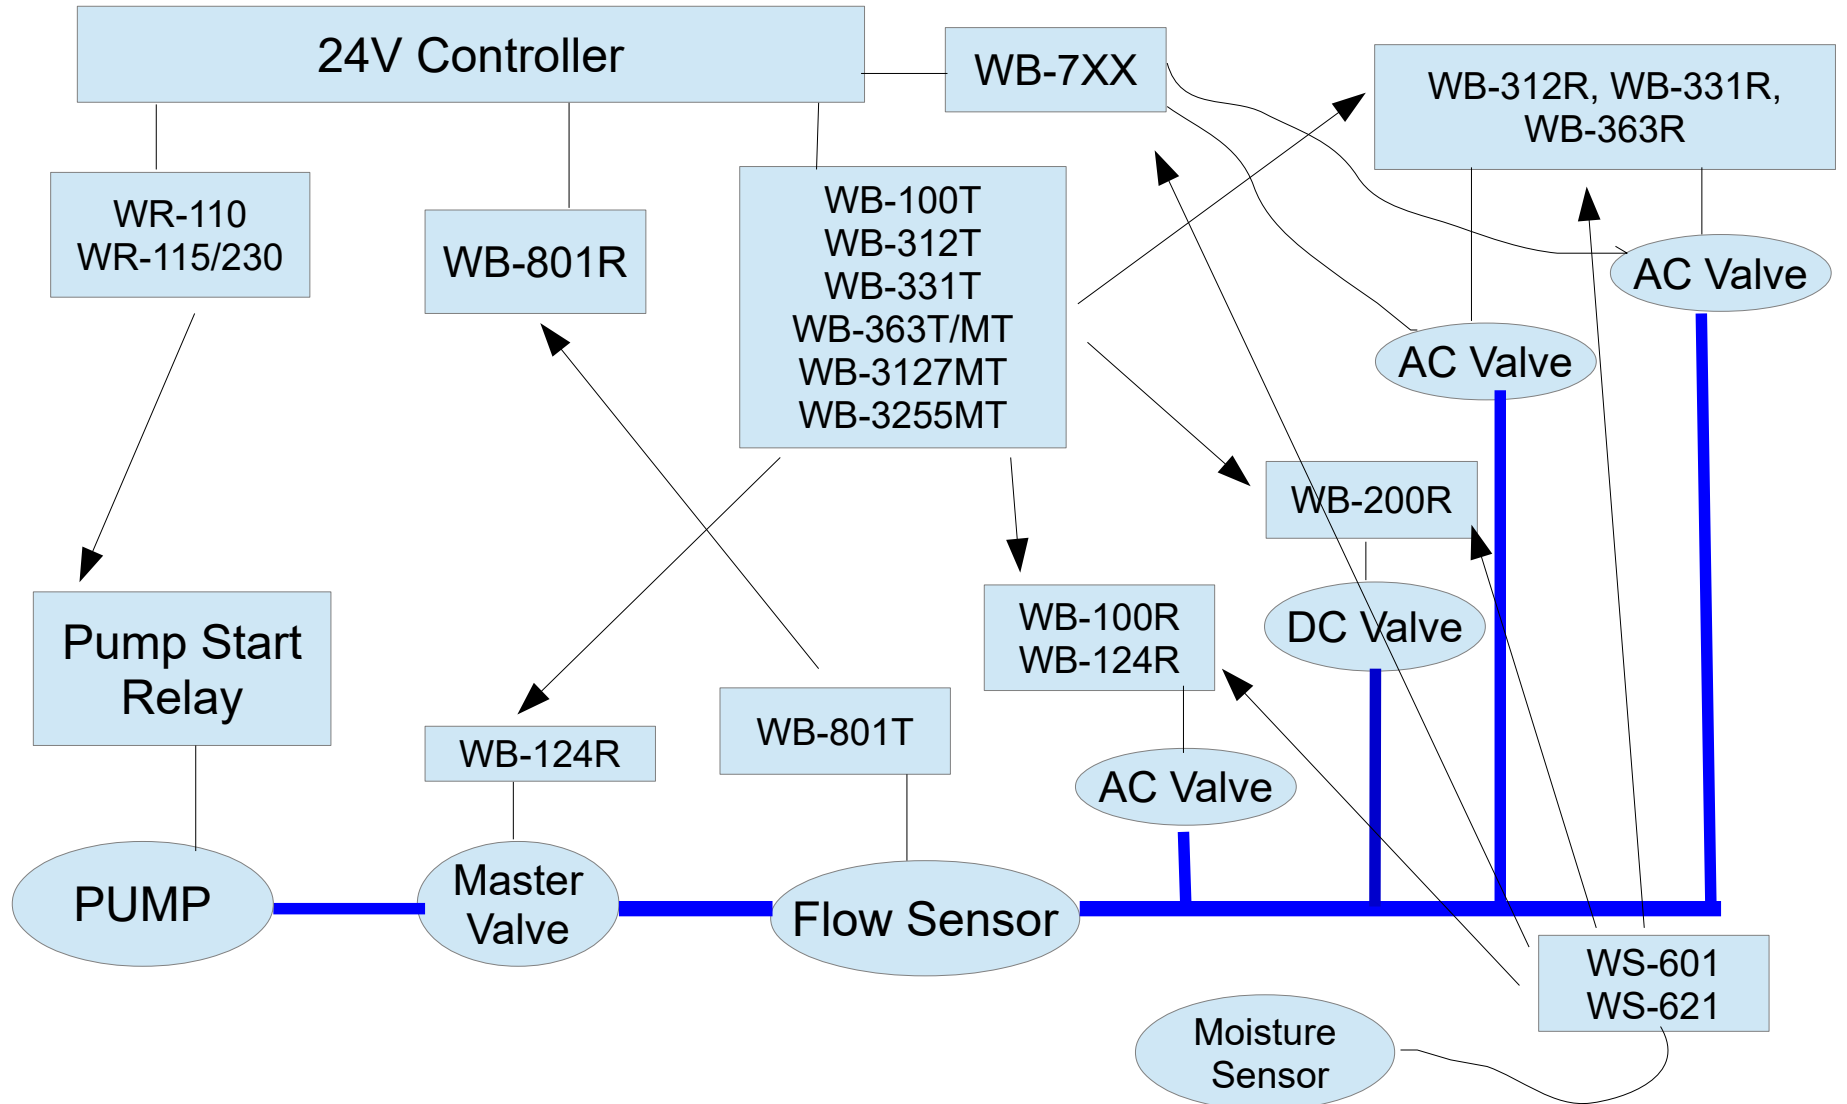 24V Controller
WB-7XX
WB-312R, WB-331R,
WB-363R
WR-110
WR-115/230
WB-801R
WB-100T
WB-312T
WB-331T
WB-363T/MT
WB-3127MT
WB-3255MT
AC Valve
AC Valve
WB-200R
DC Valve
Pump Start
Relay
WB-100R
WB-124R
WB-124R
WB-801T
AC Valve
PUMP
Master
Valve
Flow Sensor
WS-601
WS-621
Moisture
Sensor